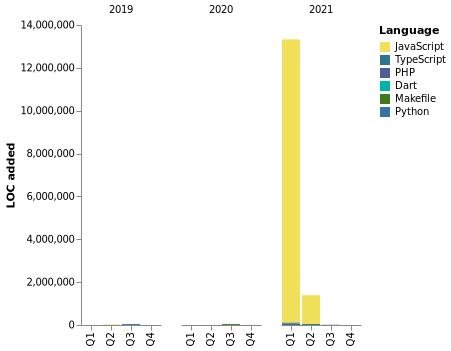 2019 2020 2021
14,000,000
12,000,000
10,000,000
8,000,000
6,000,000
4,000,000
2,000,000
0
LOC added
Q1 Q2 Q3 Q4 Q1 Q2 Q3 Q4 Q1 Q2 Q3 Q4
Language
JavaScript
TypeScript
PHP
Dart
Makefile
Python